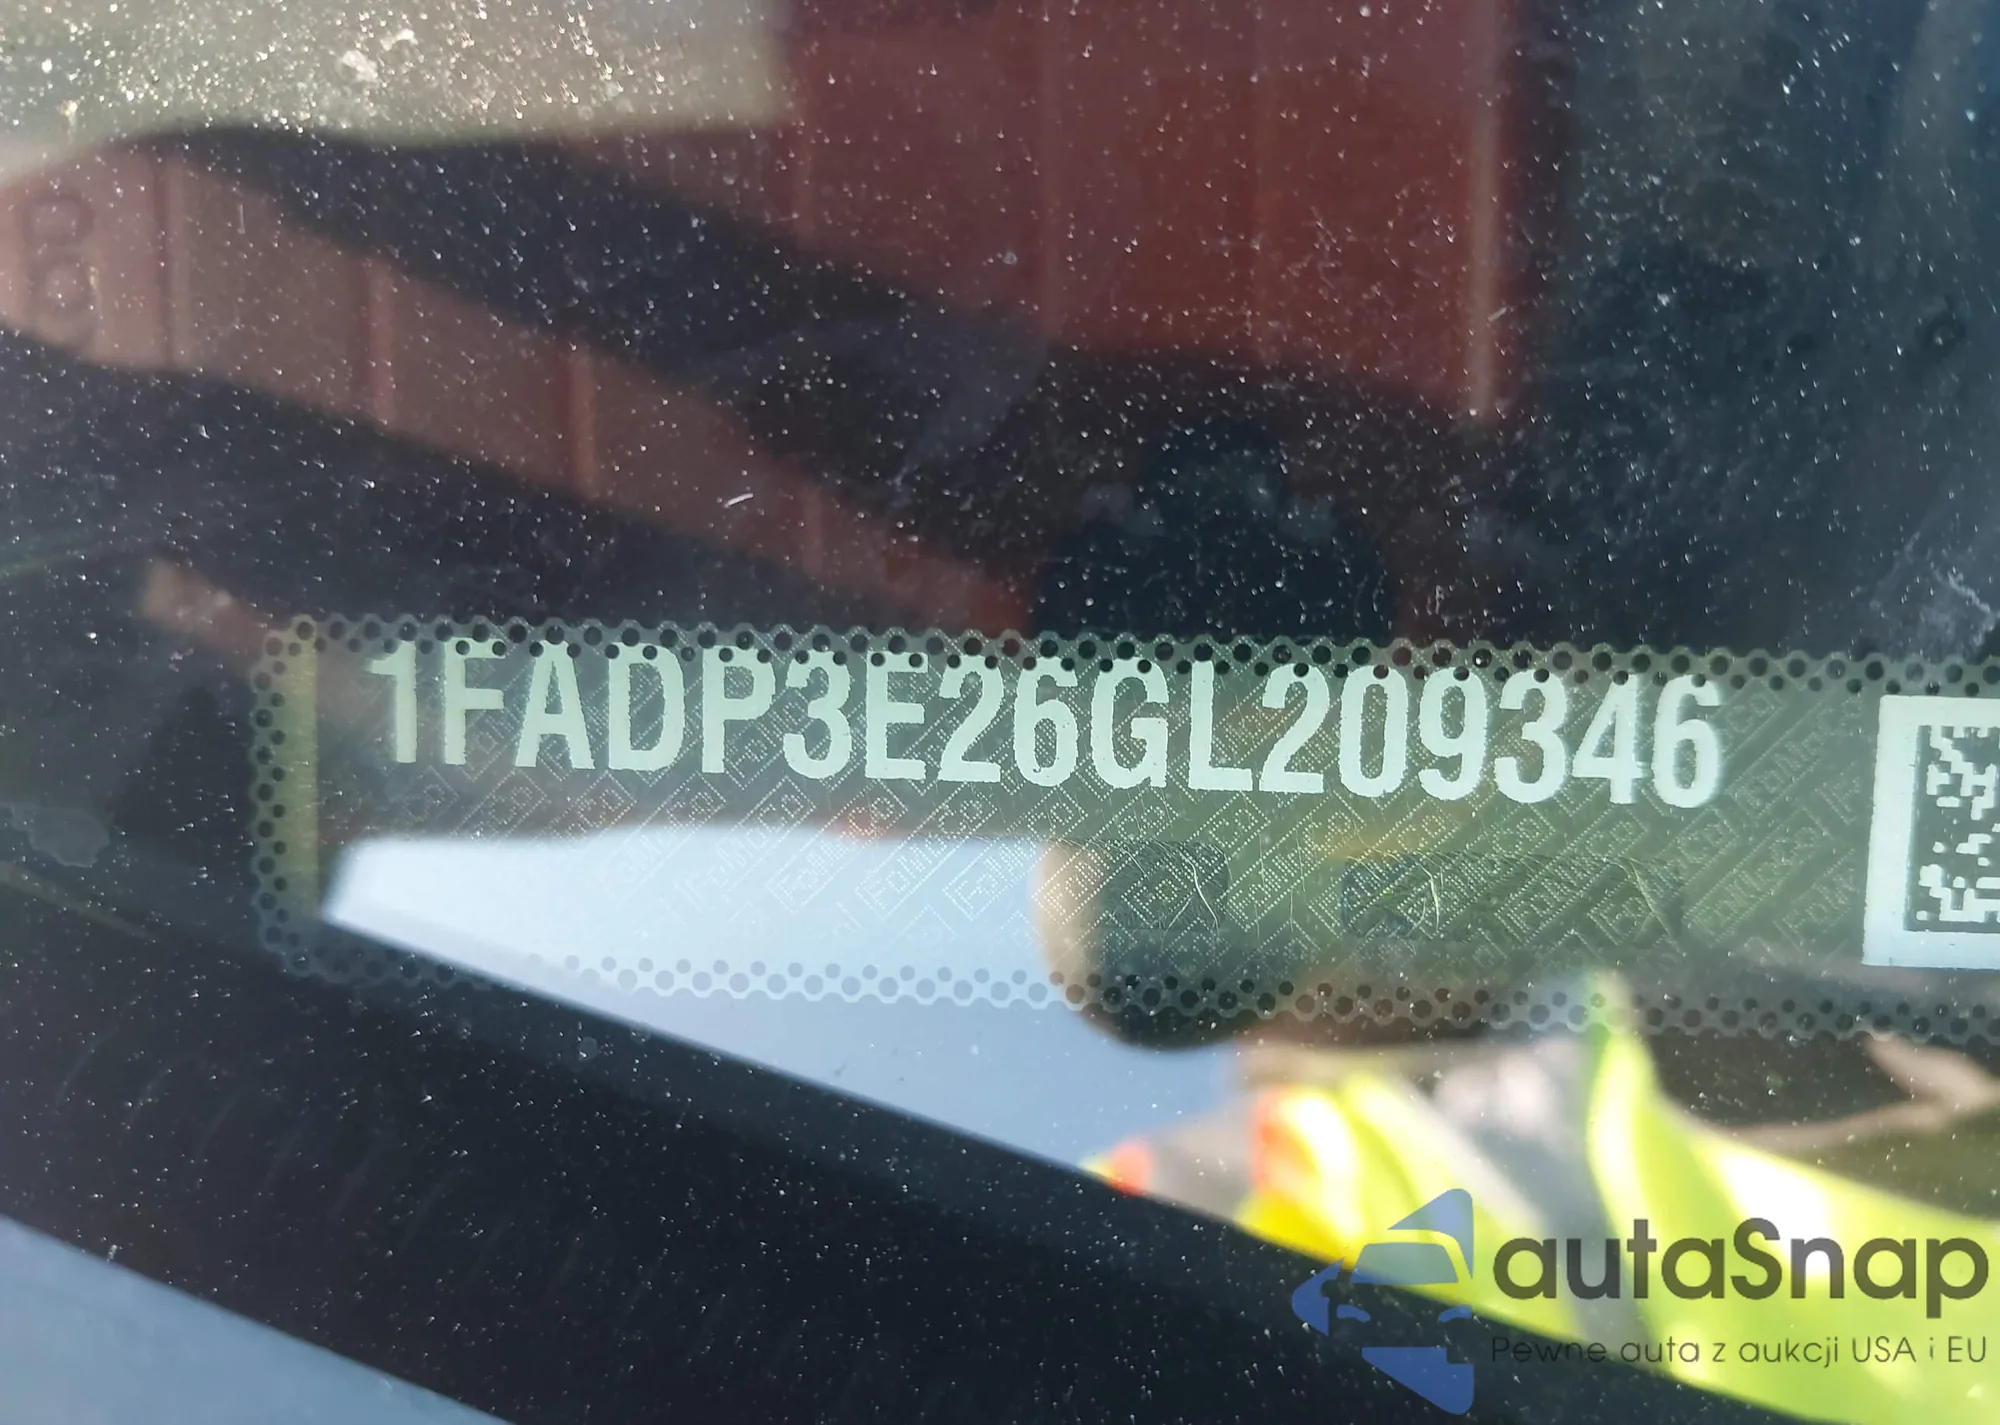 1FADP3E26GL209346
autaSnap
Pewne auta z aukcji USA i EU